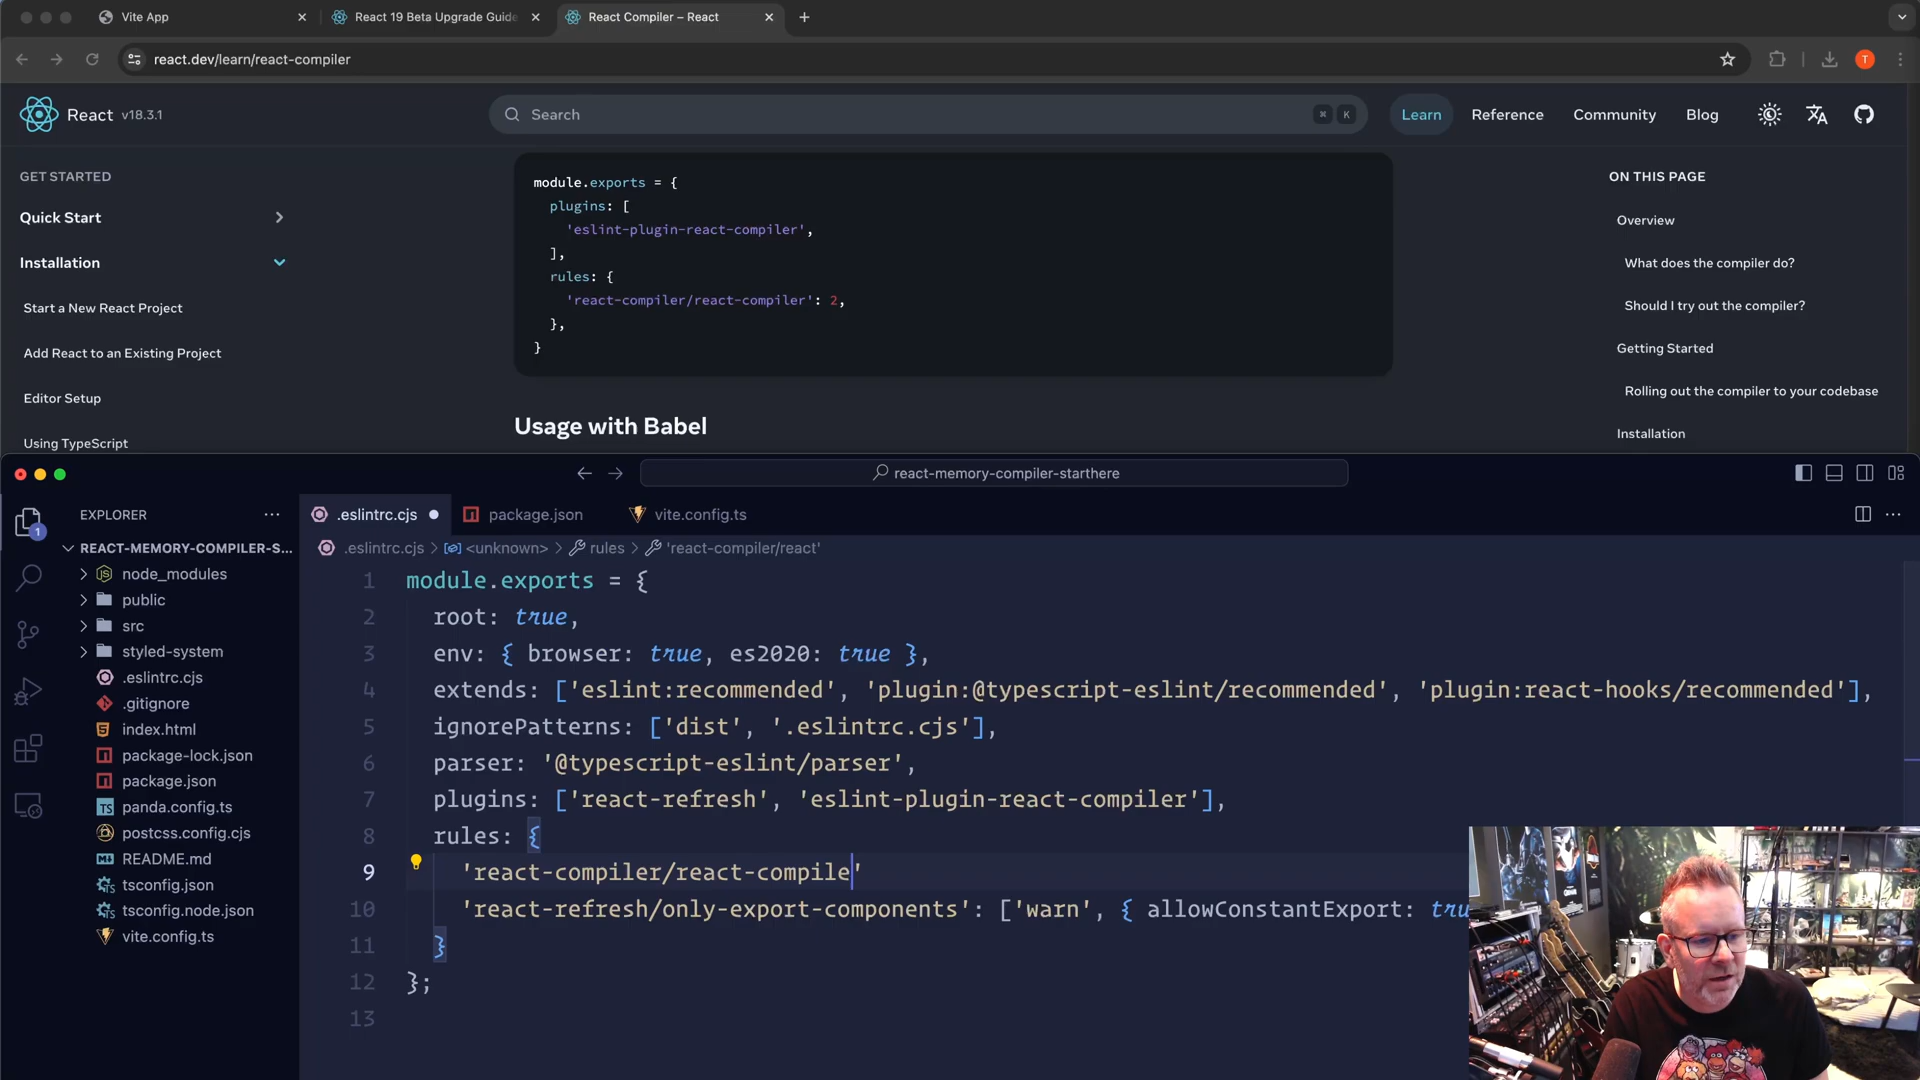 Vite App
React 19 Beta Upgrade Guide
React Compiler – React
react.dev/learn/react-compiler
T
React v18.3.1
Search
⌘ K
Learn
Reference
Community
Blog
GET STARTED
Quick Start
Installation
Start a New React Project
Add React to an Existing Project
Editor Setup
Using TypeScript
module.exports = {
plugins: [
'eslint-plugin-react-compiler',
],
rules: {
'react-compiler/react-compiler': 2,
},
}
Usage with Babel
ON THIS PAGE
Overview
What does the compiler do?
Should I try out the compiler?
Getting Started
Rolling out the compiler to your codebase
Installation
react-memory-compiler-starthere
EXPLORER
1
REACT-MEMORY-COMPILER-S...
node_modules
public
src
styled-system
.eslintrc.cjs
.gitignore
index.html
package-lock.json
package.json
panda.config.ts
postcss.config.cjs
README.md
tsconfig.json
tsconfig.node.json
vite.config.ts
.eslintrc.cjs
package.json
vite.config.ts
.eslintrc.cjs > <unknown> > rules > 'react-compiler/react'
1 module.exports = {
2 root: true,
3 env: { browser: true, es2020: true },
4 extends: ['eslint:recommended', 'plugin:@typescript-eslint/recommended', 'plugin:react-hooks/recommended'],
5 ignorePatterns: ['dist', '.eslintrc.cjs'],
6 parser: '@typescript-eslint/parser',
7 plugins: ['react-refresh', 'eslint-plugin-react-compiler'],
8 rules: {
9 'react-compiler/react-compile'
10 'react-refresh/only-export-components': ['warn', { allowConstantExport: tru
11 }
12 };
13